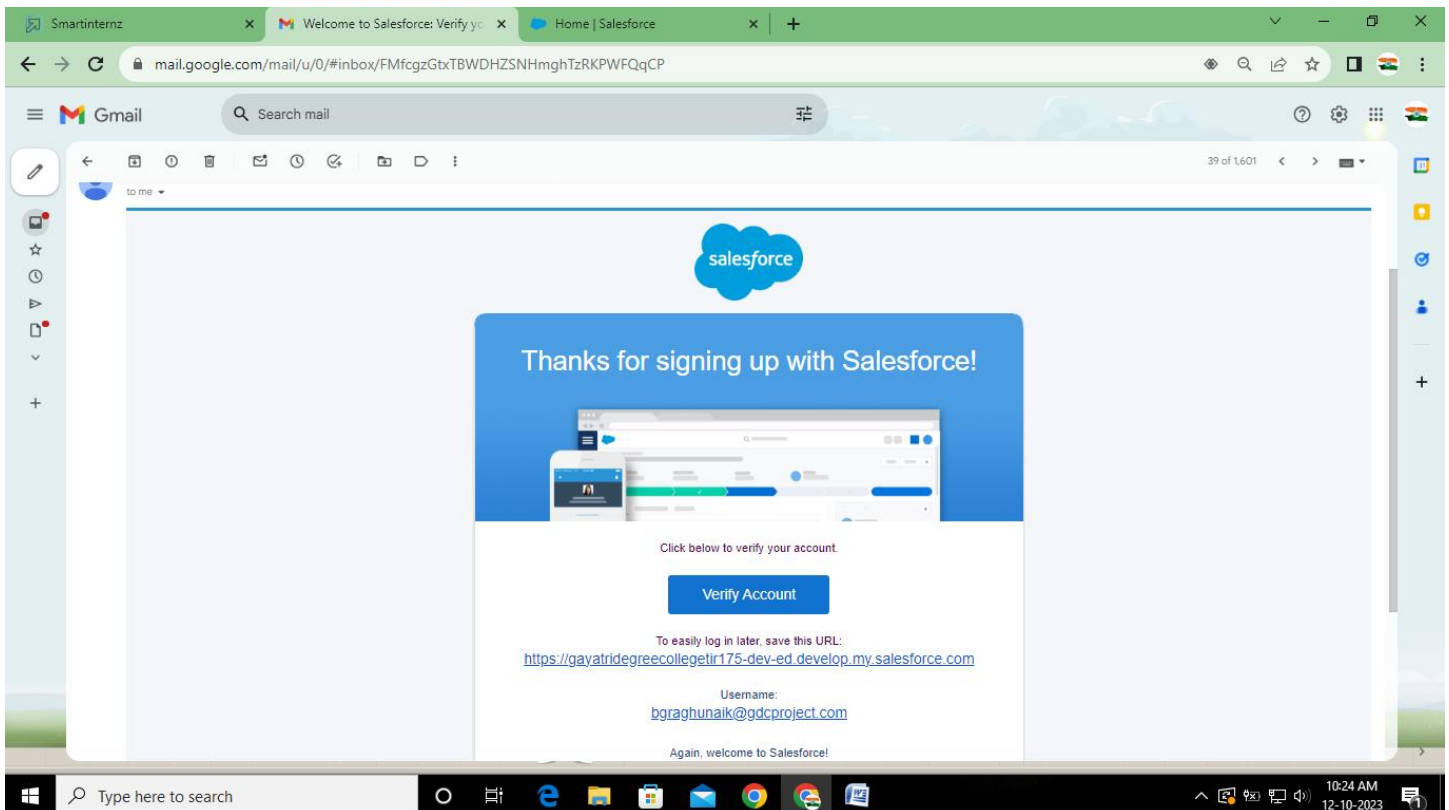 Smartinternz
Welcome to Salesforce: Verify yo
Home | Salesforce
mail.google.com/mail/u/0/#inbox/FMfcgzGtxTBWDHZSNHmghTzRKPWFQqCP
Gmail
Search mail
39 of 1,601
to me
salesforce
Thanks for signing up with Salesforce!
Click below to verify your account.
Verify Account
To easily log in later, save this URL:
https://gayatridegreecollegetir175-dev-ed.develop.my.salesforce.com
Username:
bgraghunaik@gdcproject.com
Again, welcome to Salesforce!
Type here to search
10:24 AM
12-10-2023